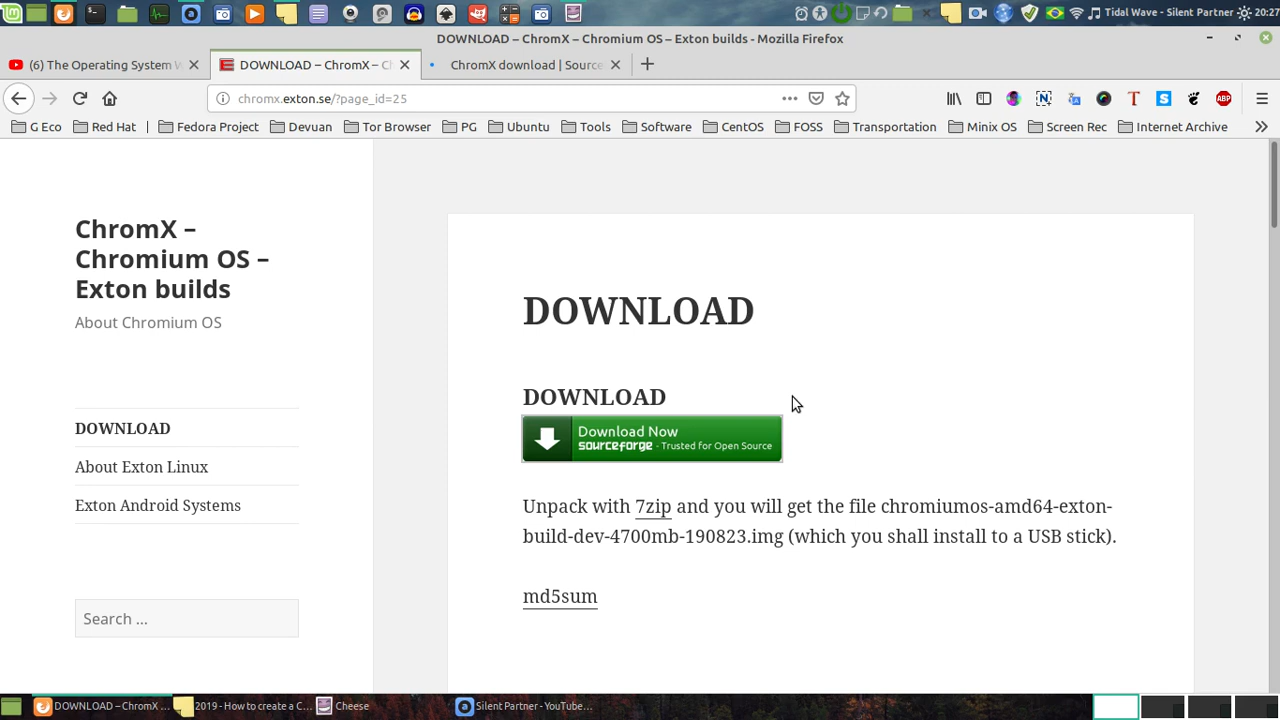 Tidal Wave - Silent Partner 20:27
DOWNLOAD – ChromX – Chromium OS – Exton builds - Mozilla Firefox
(6) The Operating System W
DOWNLOAD – ChromX – Ch
ChromX download | Source
chromx.exton.se/?page_id=25
G Eco Red Hat Fedora Project Devuan Tor Browser PG Ubuntu Tools Software CentOS FOSS Transportation Minix OS Screen Rec Internet Archive
ChromX –
Chromium OS –
Exton builds
About Chromium OS
DOWNLOAD
About Exton Linux
Exton Android Systems
Search …
DOWNLOAD
DOWNLOAD
Download Now
sourceforge - Trusted for Open Source
Unpack with 7zip and you will get the file chromiumos-amd64-exton-
build-dev-4700mb-190823.img (which you shall install to a USB stick).
md5sum
DOWNLOAD – ChromX ... 2019 - How to create a C... Cheese Silent Partner - YouTube...